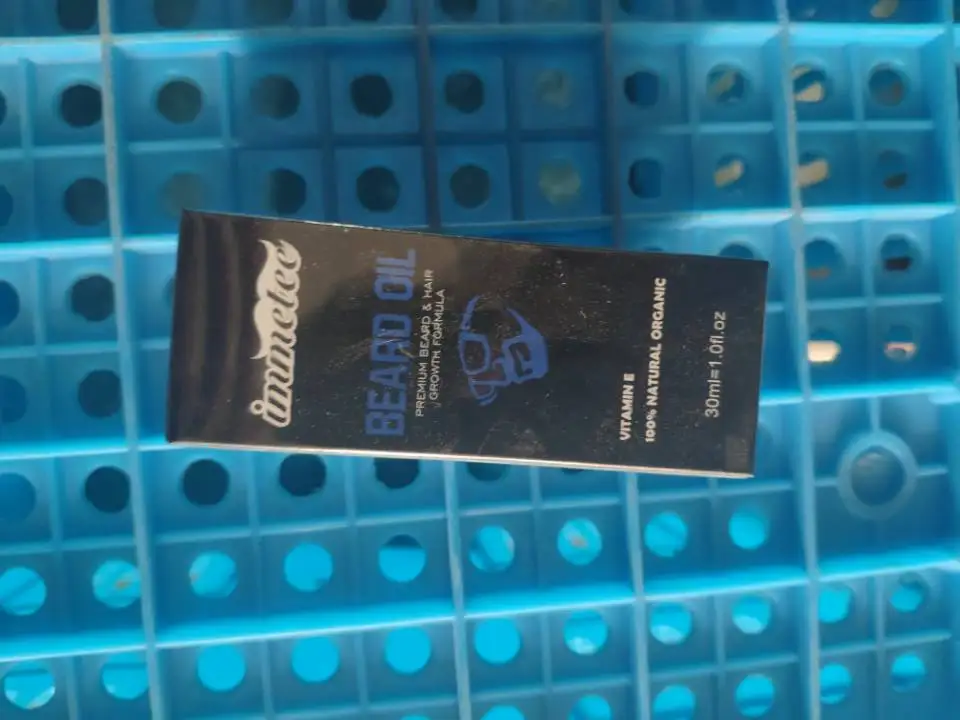 immetee
BEARD OIL
PREMIUM BEARD & HAIR
GROWTH FORMULA
VITAMIN E
100% NATURAL ORGANIC
30ml=1.0fl.oz